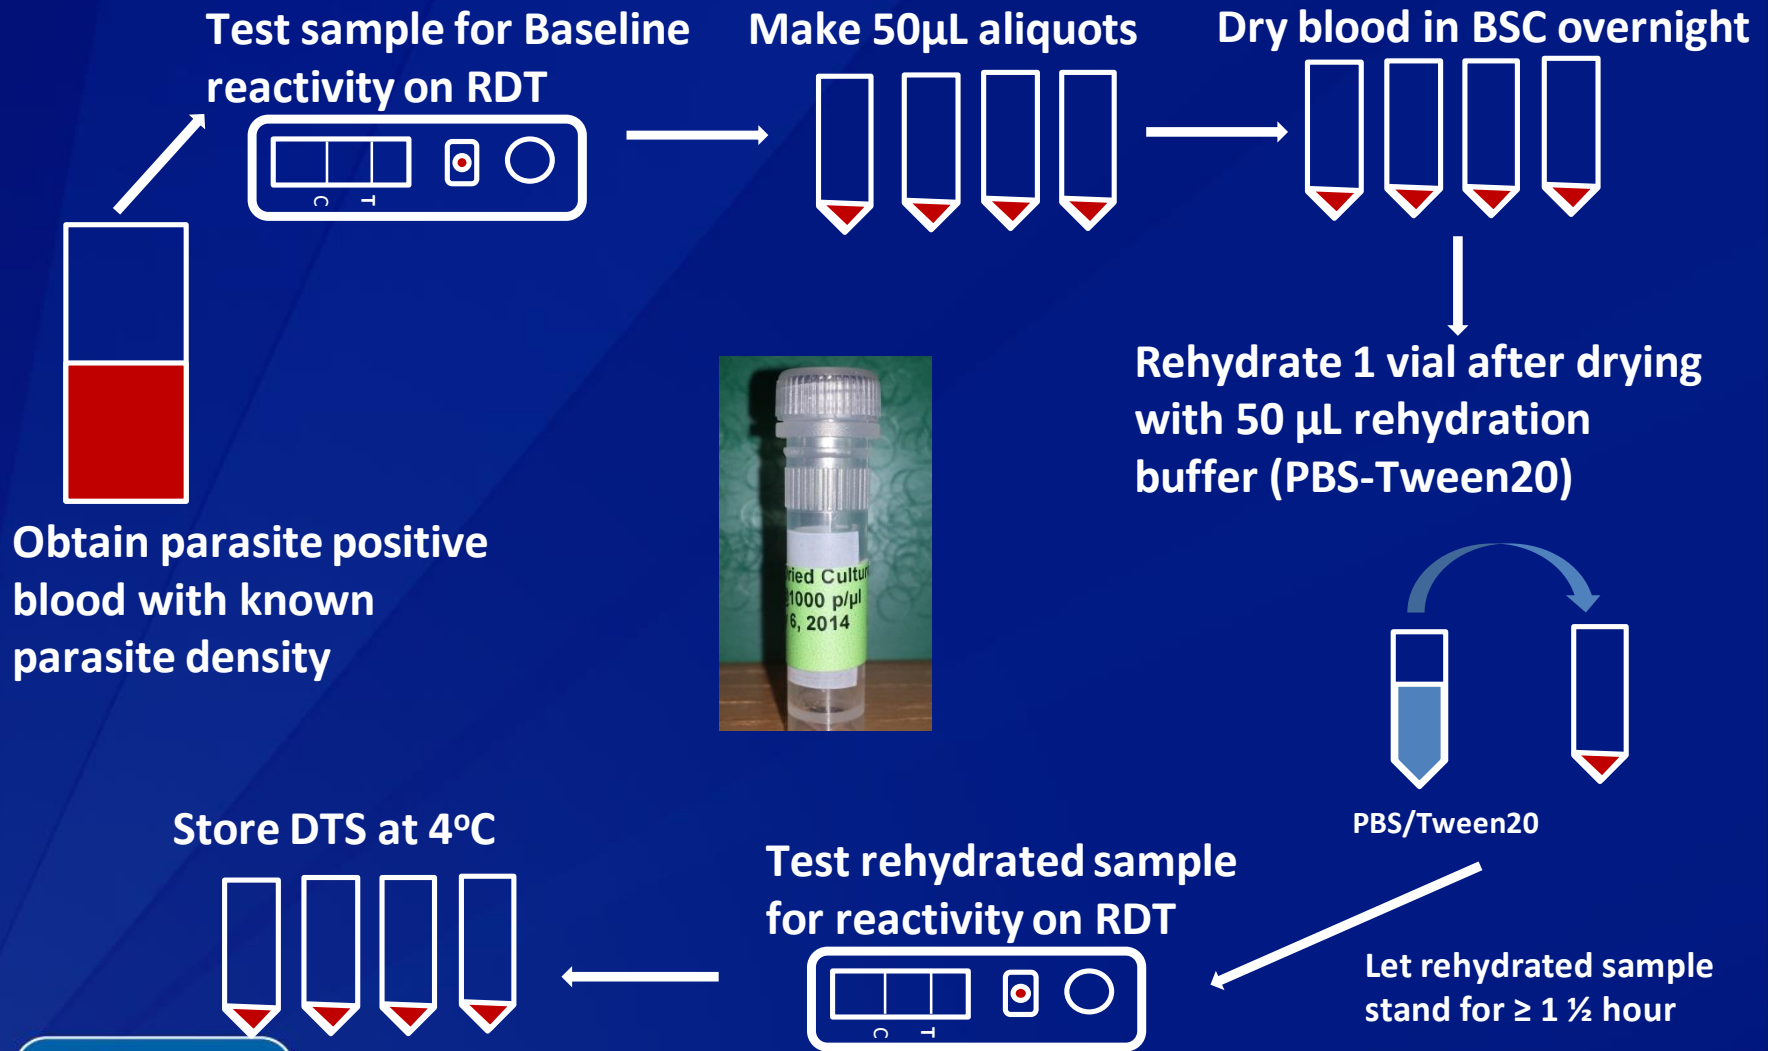 Test sample for Baseline
reactivity on RDT
C T
Make 50µL aliquots
Dry blood in BSC overnight
Obtain parasite positive
blood with known
parasite density
Rehydrate 1 vial after drying
with 50 µL rehydration
buffer (PBS-Tween20)
ried Cultur
1000 p/µl
6, 2014
PBS/Tween20
Let rehydrated sample
stand for ≥ 1 ½ hour
Test rehydrated sample
for reactivity on RDT
C T
Store DTS at 4ºC